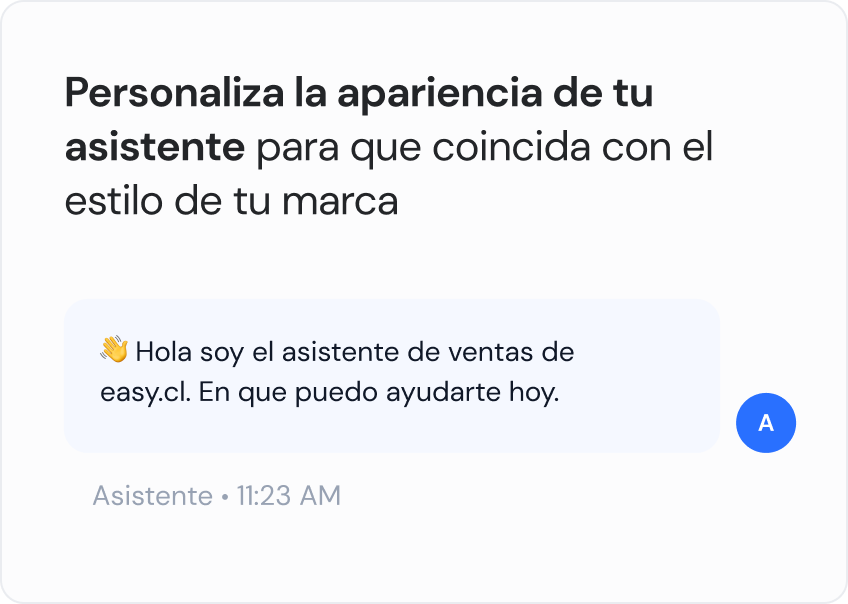 Personaliza la apariencia de tu
asistente para que coincida con el
estilo de tu marca
👋 Hola soy el asistente de ventas de
easy.cl. En que puedo ayudarte hoy.
A
Asistente • 11:23 AM